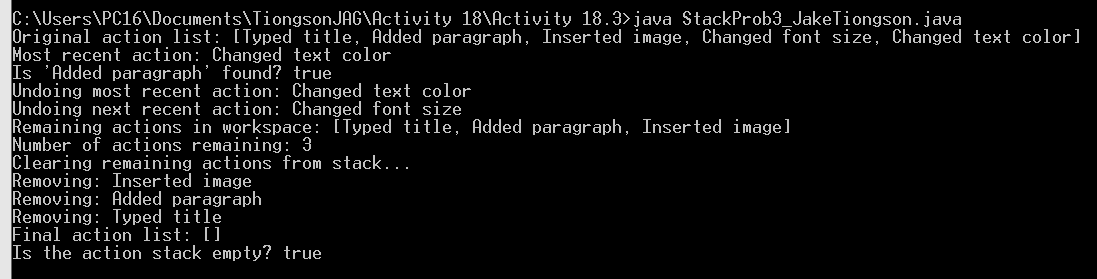 C:\Users\PC16\Documents\TiongsonJAG\Activity 18\Activity 18.3>java StackProb3_JakeTiongson.java
Original action list: [Typed title, Added paragraph, Inserted image, Changed font size, Changed text color]
Most recent action: Changed text color
Is 'Added paragraph' found? true
Undoing most recent action: Changed text color
Undoing next recent action: Changed font size
Remaining actions in workspace: [Typed title, Added paragraph, Inserted image]
Number of actions remaining: 3
Clearing remaining actions from stack...
Removing: Inserted image
Removing: Added paragraph
Removing: Typed title
Final action list: []
Is the action stack empty? true